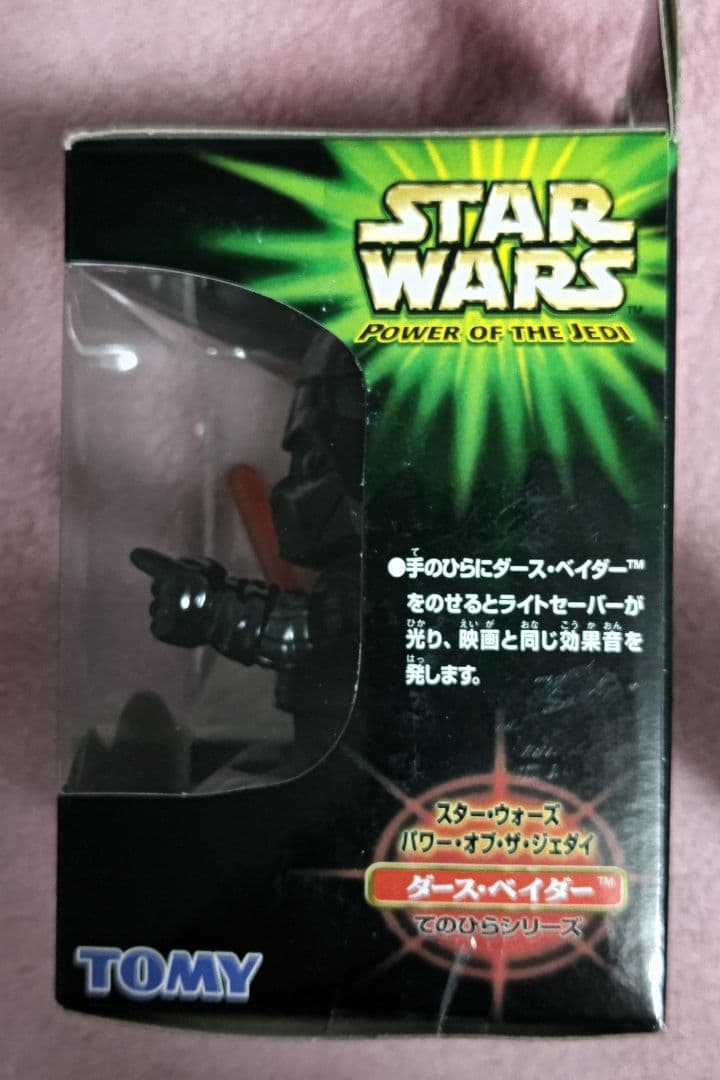 STAR
WARS™
POWER OF THE JEDI
●手のひらにダース・ベイダー™
をのせるとライトセーバーが
光り、映画と同じ効果音を
発します。
スター・ウォーズ
パワー・オブ・ザ・ジェダイ
ダース・ベイダー™
てのひらシリーズ
TOMY